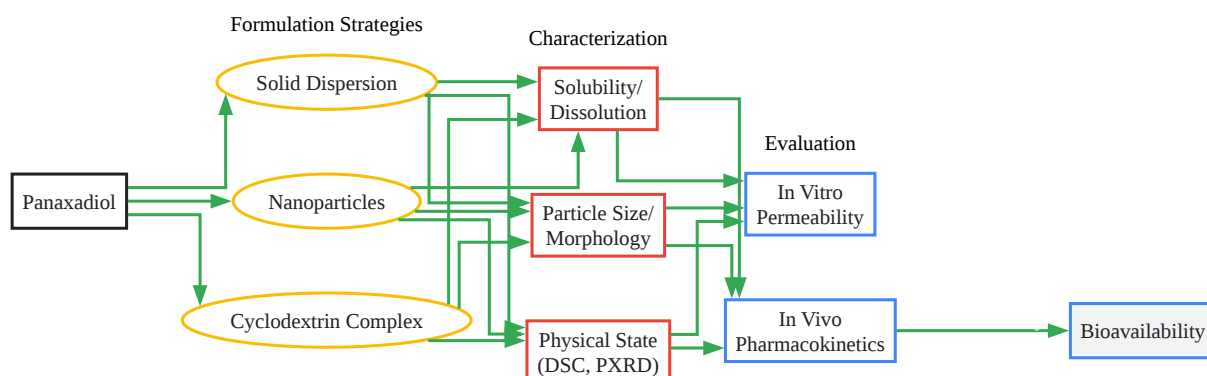 Formulation Strategies
Characterization
Evaluation
Panaxadiol
Solid Dispersion
Nanoparticles
Cyclodextrin Complex
Solubility/
Dissolution
Particle Size/
Morphology
Physical State
(DSC, PXRD)
In Vitro
Permeability
In Vivo
Pharmacokinetics
Bioavailability